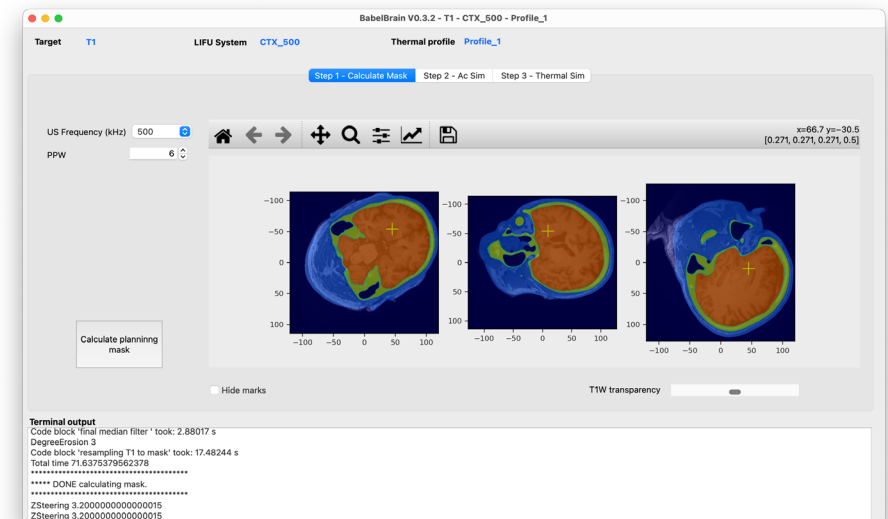 BabelBrain V0.3.2 - T1 - CTX_500 - Profile_1
Target T1 LIFU System CTX_500 Thermal profile Profile_1
Step 1 - Calculate Mask Step 2 - Ac Sim Step 3 - Thermal Sim
US Frequency (kHz) 500
PPW 6
x=66.7 y=−30.5
[0.271, 0.271, 0.271, 0.5]
−100
−50
0
50
100
−100 −50 0 50 100
−100
−50
0
50
100
−100 −50 0 50 100
−100
−50
0
50
100
−100 −50 0 50 100
Calculate planninng
mask
Hide marks
T1W transparency
Terminal output
Code block 'final median filter ' took: 2.88017 s
DegreeErosion 3
Code block 'resampling T1 to mask' took: 17.48244 s
Total time 71.6375379562378
****************************************
***** DONE calculating mask.
****************************************
ZSteering 3.2000000000000015
ZSteering 3.2000000000000015